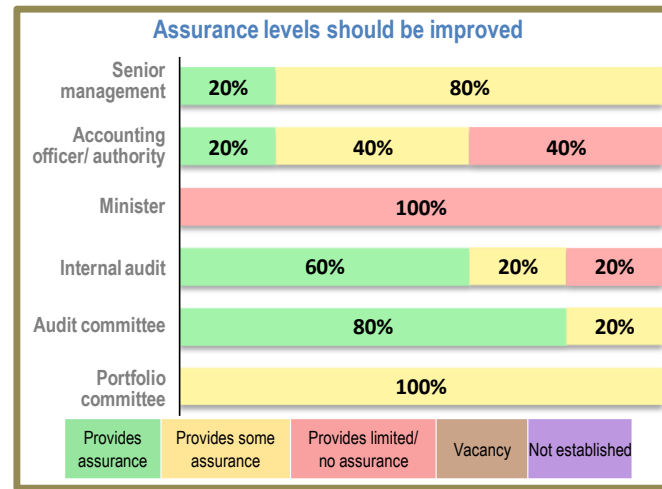 Assurance levels should be improved
Senior
management
20%
80%
Accounting
officer/ authority
20%
40%
40%
Minister
100%
Internal audit
60%
20%
20%
Audit committee
80%
20%
Portfolio
committee
100%
Provides
assurance
Provides some
assurance
Provides limited/
no assurance
Vacancy
Not established